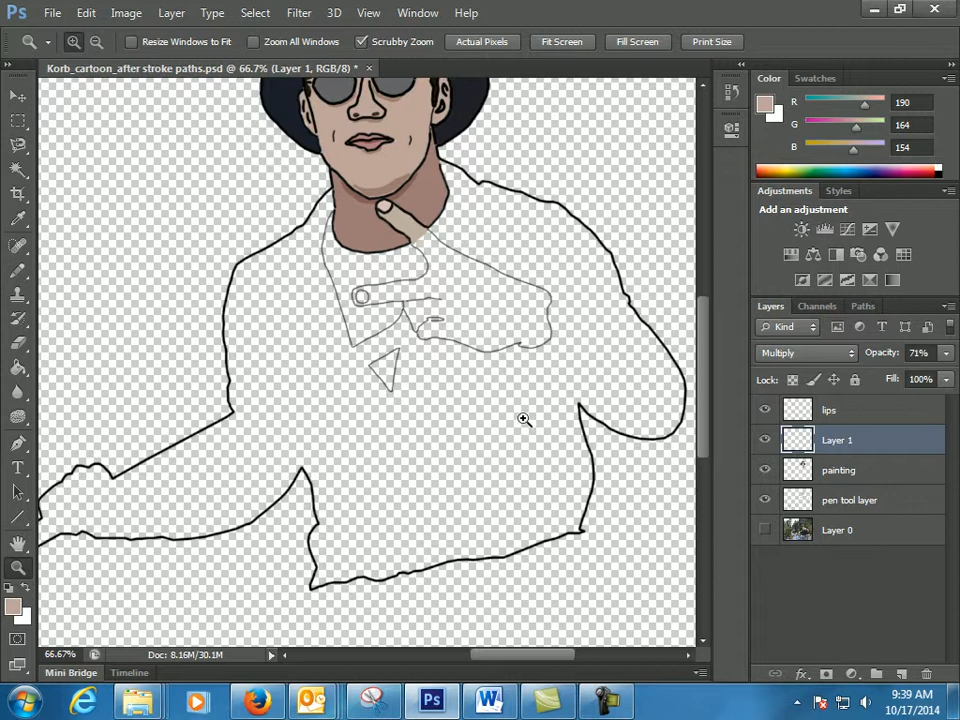 Ps File Edit Image Layer Type Select Filter 3D View Window Help
Resize Windows to Fit Zoom All Windows Scrubby Zoom Actual Pixels Fit Screen Fill Screen Print Size
Korb_cartoon_after stroke paths.psd @ 66.7% (Layer 1, RGB/8) * ×
Color Swatches
R 190
G 164
B 154
Adjustments Styles
Add an adjustment
Layers Channels Paths
Kind
Multiply Opacity: 71%
Lock: Fill: 100%
lips
Layer 1
painting
pen tool layer
Layer 0
T
66.67% Doc: 8.16M/30.1M
Mini Bridge Timeline
fx
Ps
9:39 AM
10/17/2014